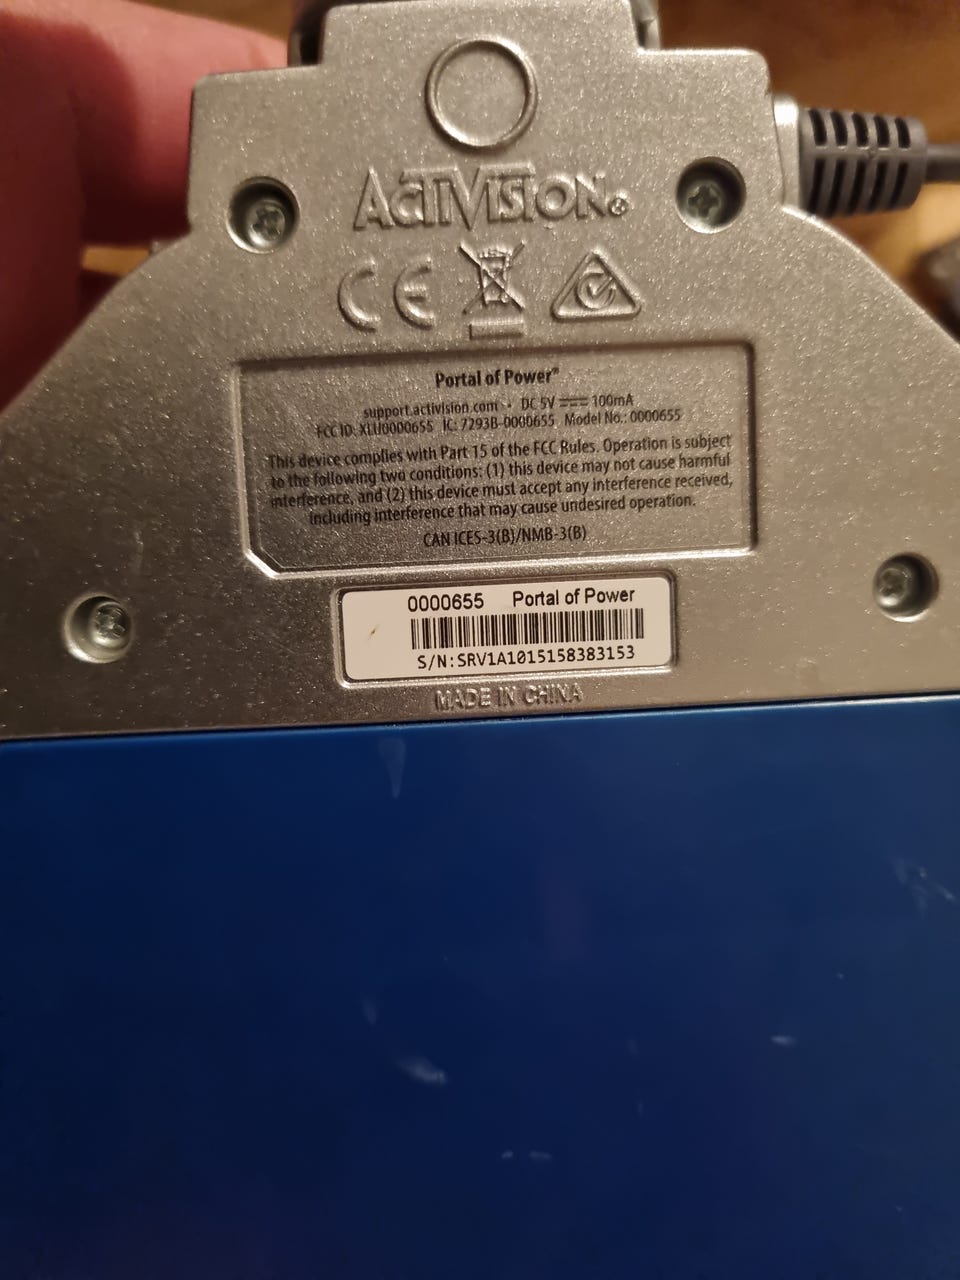 ACTIVISION®
CE
Portal of Power®
support.activision.com · DC 5V ⎓ 100mA
FCC ID: XLU0000655 IC: 7293B-0000655 Model No.: 0000655
This device complies with Part 15 of the FCC Rules. Operation is subject
to the following two conditions: (1) this device may not cause harmful
interference, and (2) this device must accept any interference received,
including interference that may cause undesired operation.
CAN ICES-3(B)/NMB-3(B)
0000655 Portal of Power
S/N:SRV1A1015158383153
MADE IN CHINA